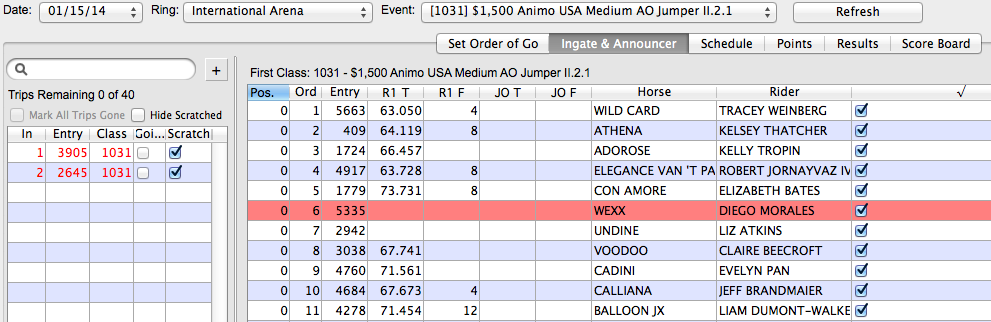 Date: 01/15/14 Ring: International Arena Event: [1031] $1,500 Animo USA Medium AO Jumper II.2.1 Refresh
Set Order of Go Ingate & Announcer Schedule Points Results Score Board
+
Trips Remaining 0 of 40
Mark All Trips Gone Hide Scratched
In Entry Class Goi... Scratch
1 3905 1031
2 2645 1031
First Class: 1031 - $1,500 Animo USA Medium AO Jumper II.2.1
Pos. Ord Entry R1 T R1 F JO T JO F Horse Rider √
0 1 5663 63.050 4 WILD CARD TRACEY WEINBERG
0 2 409 64.119 8 ATHENA KELSEY THATCHER
0 3 1724 66.457 ADOROSE KELLY TROPIN
0 4 4917 63.728 8 ELEGANCE VAN 'T PA ROBERT JORNAYVAZ IV
0 5 1779 73.731 8 CON AMORE ELIZABETH BATES
0 6 5335 WEXX DIEGO MORALES
0 7 2942 UNDINE LIZ ATKINS
0 8 3038 67.741 VOODOO CLAIRE BEECROFT
0 9 4760 71.561 CADINI EVELYN PAN
0 10 4684 67.673 4 CALLIANA JEFF BRANDMAIER
0 11 4278 71.454 12 BALLOON JX LIAM DUMONT-WALKE